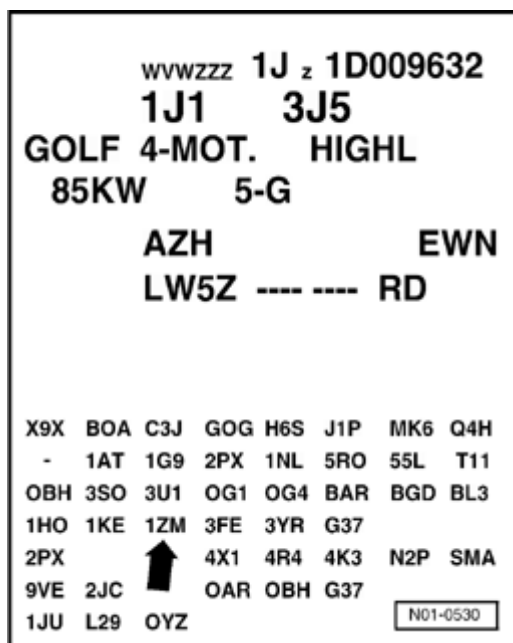 WVWZZZ 1J Z 1D009632
1J1 3J5
GOLF 4-MOT. HIGHL
85KW 5-G
AZH EWN
LW5Z ---- ---- RD
X9X BOA C3J GOG H6S J1P MK6 Q4H
- 1AT 1G9 2PX 1NL 5RO 55L T11
OBH 3SO 3U1 OG1 OG4 BAR BGD BL3
1HO 1KE 1ZM 3FE 3YR G37
2PX 4X1 4R4 4K3 N2P SMA
9VE 2JC OAR OBH G37
1JU L29 OYZ
N01-0530